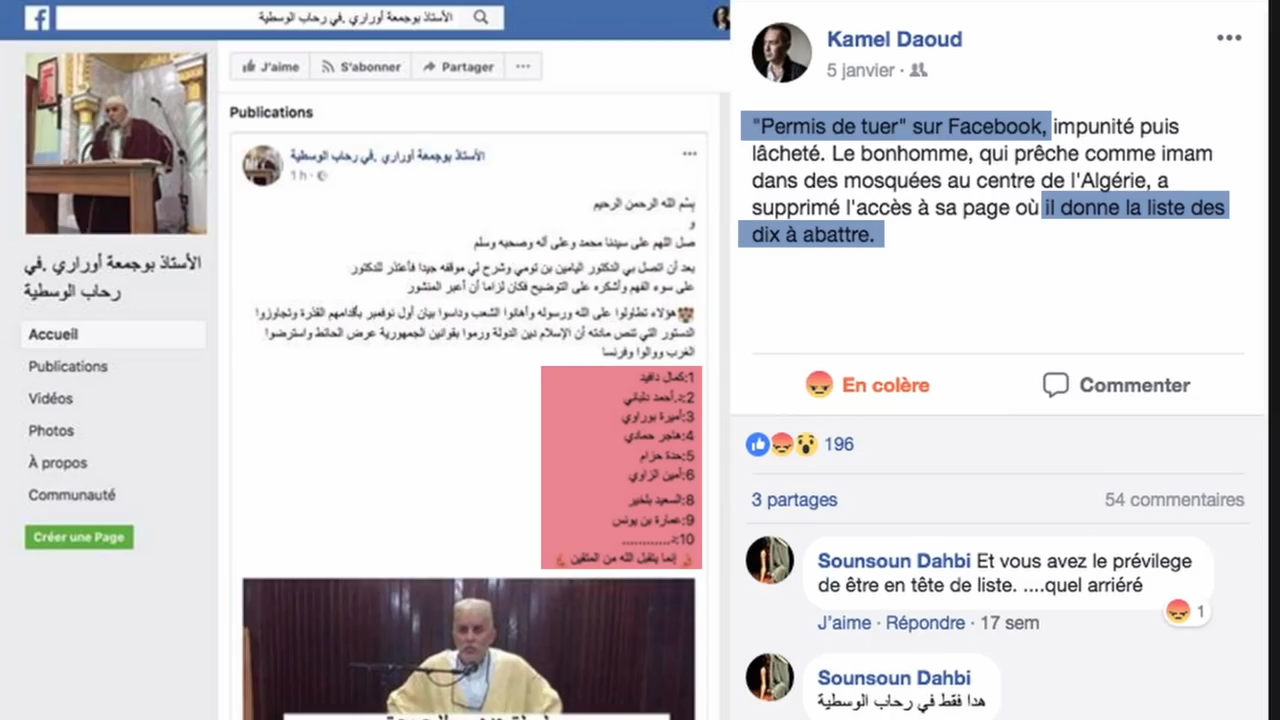 الأستاذ بوجمعة أوراري .في رحاب الوسطية
J'aime
S'abonner
Partager
Publications
الأستاذ بوجمعة أوراري .في رحاب الوسطية
1 h
بسم الله الرحمن الرحيم
و
صل اللهم على سيدنا محمد وعلى أله وصحبه وسلم
بعد أن اتصل بي الدكتور اليامين بن تومي وشرح لي موقفه جيدا فأعتذر للدكتور
على سوء الفهم وأشكره على التوضيح فكان لزاما أن أعبر المنشور
هؤلاء تطاولوا على الله ورسوله وأهانوا الشعب وداسوا بيان أول نوفمبر بأقدامهم القذرة وتجاوزوا
الدستور التي تنص مادته أن الإسلام دين الدولة ورموا بقوانين الجمهورية عرض الحائط واسترضوا
الغرب ووالوا وفرنسا
1:كمال دافيد
2:د.أحمد دلباني
3:أميرة بوراوي
4:هاجر حمادي
5:حدة حزام
6:أمين الزاوي
8:السعيد بلخير
9:عمارة بن يونس
10:د............
إنما يتقبل الله من المتقين
الأستاذ بوجمعة أوراري .في
رحاب الوسطية
Accueil
Publications
Vidéos
Photos
À propos
Communauté
Créer une Page
Kamel Daoud
5 janvier
"Permis de tuer" sur Facebook, impunité puis
lâcheté. Le bonhomme, qui prêche comme imam
dans des mosquées au centre de l'Algérie, a
supprimé l'accès à sa page où il donne la liste des
dix à abattre.
En colère
Commenter
196
3 partages
54 commentaires
Sounsoun Dahbi Et vous avez le prévilege
de être en tête de liste. ....quel arriéré
1
J'aime · Répondre · 17 sem
Sounsoun Dahbi
هدا فقط في رحاب الوسطية